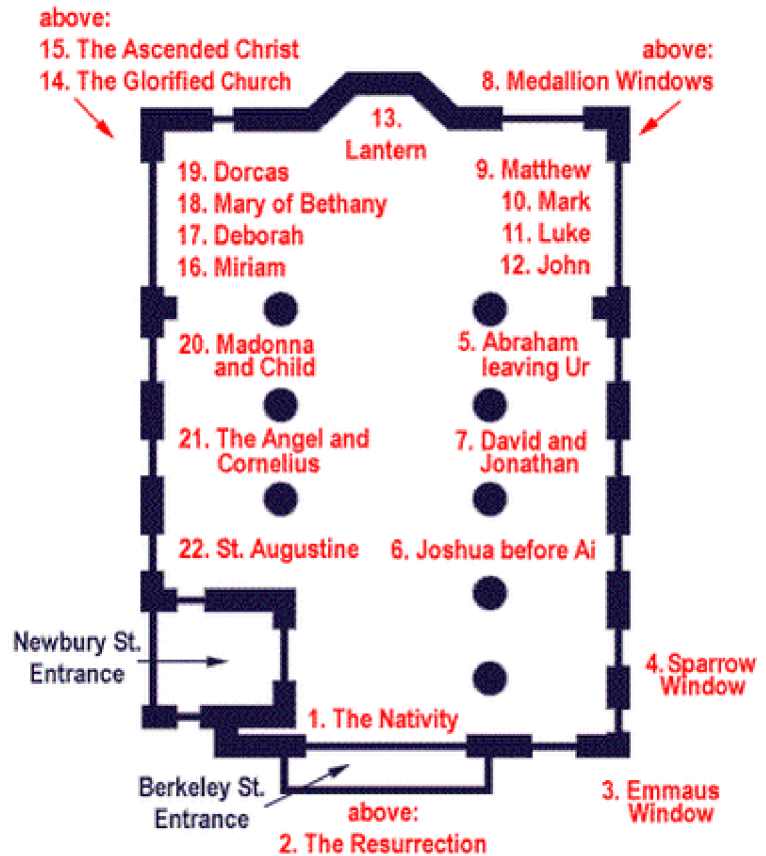 above:
15. The Ascended Christ
14. The Glorified Church
above:
8. Medallion Windows
13.
Lantern
19. Dorcas
18. Mary of Bethany
17. Deborah
16. Miriam
9. Matthew
10. Mark
11. Luke
12. John
20. Madonna
and Child
5. Abraham
leaving Ur
21. The Angel and
Cornelius
7. David and
Jonathan
22. St. Augustine
6. Joshua before Ai
Newbury St.
Entrance
4. Sparrow
Window
1. The Nativity
Berkeley St.
Entrance
3. Emmaus
Window
above:
2. The Resurrection